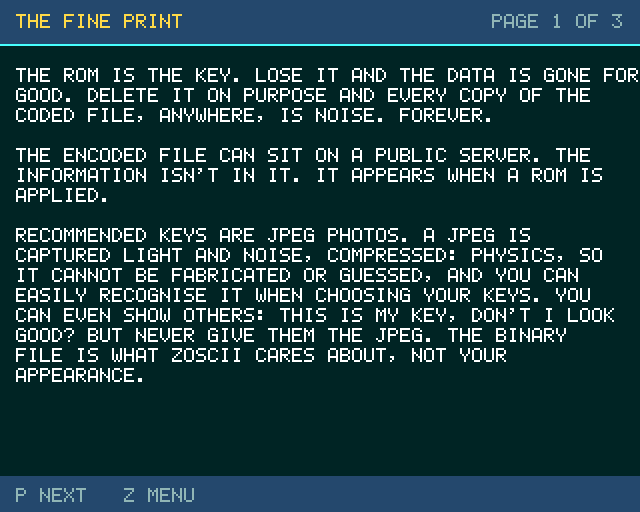 THE FINE PRINT
PAGE 1 OF 3
THE ROM IS THE KEY. LOSE IT AND THE DATA IS GONE FOR
GOOD. DELETE IT ON PURPOSE AND EVERY COPY OF THE
CODED FILE, ANYWHERE, IS NOISE. FOREVER.
THE ENCODED FILE CAN SIT ON A PUBLIC SERVER. THE
INFORMATION ISN'T IN IT. IT APPEARS WHEN A ROM IS
APPLIED.
RECOMMENDED KEYS ARE JPEG PHOTOS. A JPEG IS
CAPTURED LIGHT AND NOISE, COMPRESSED: PHYSICS, SO
IT CANNOT BE FABRICATED OR GUESSED, AND YOU CAN
EASILY RECOGNISE IT WHEN CHOOSING YOUR KEYS. YOU
CAN EVEN SHOW OTHERS: THIS IS MY KEY, DON'T I LOOK
GOOD? BUT NEVER GIVE THEM THE JPEG. THE BINARY
FILE IS WHAT ZOSCII CARES ABOUT, NOT YOUR
APPEARANCE.
P NEXT   Z MENU